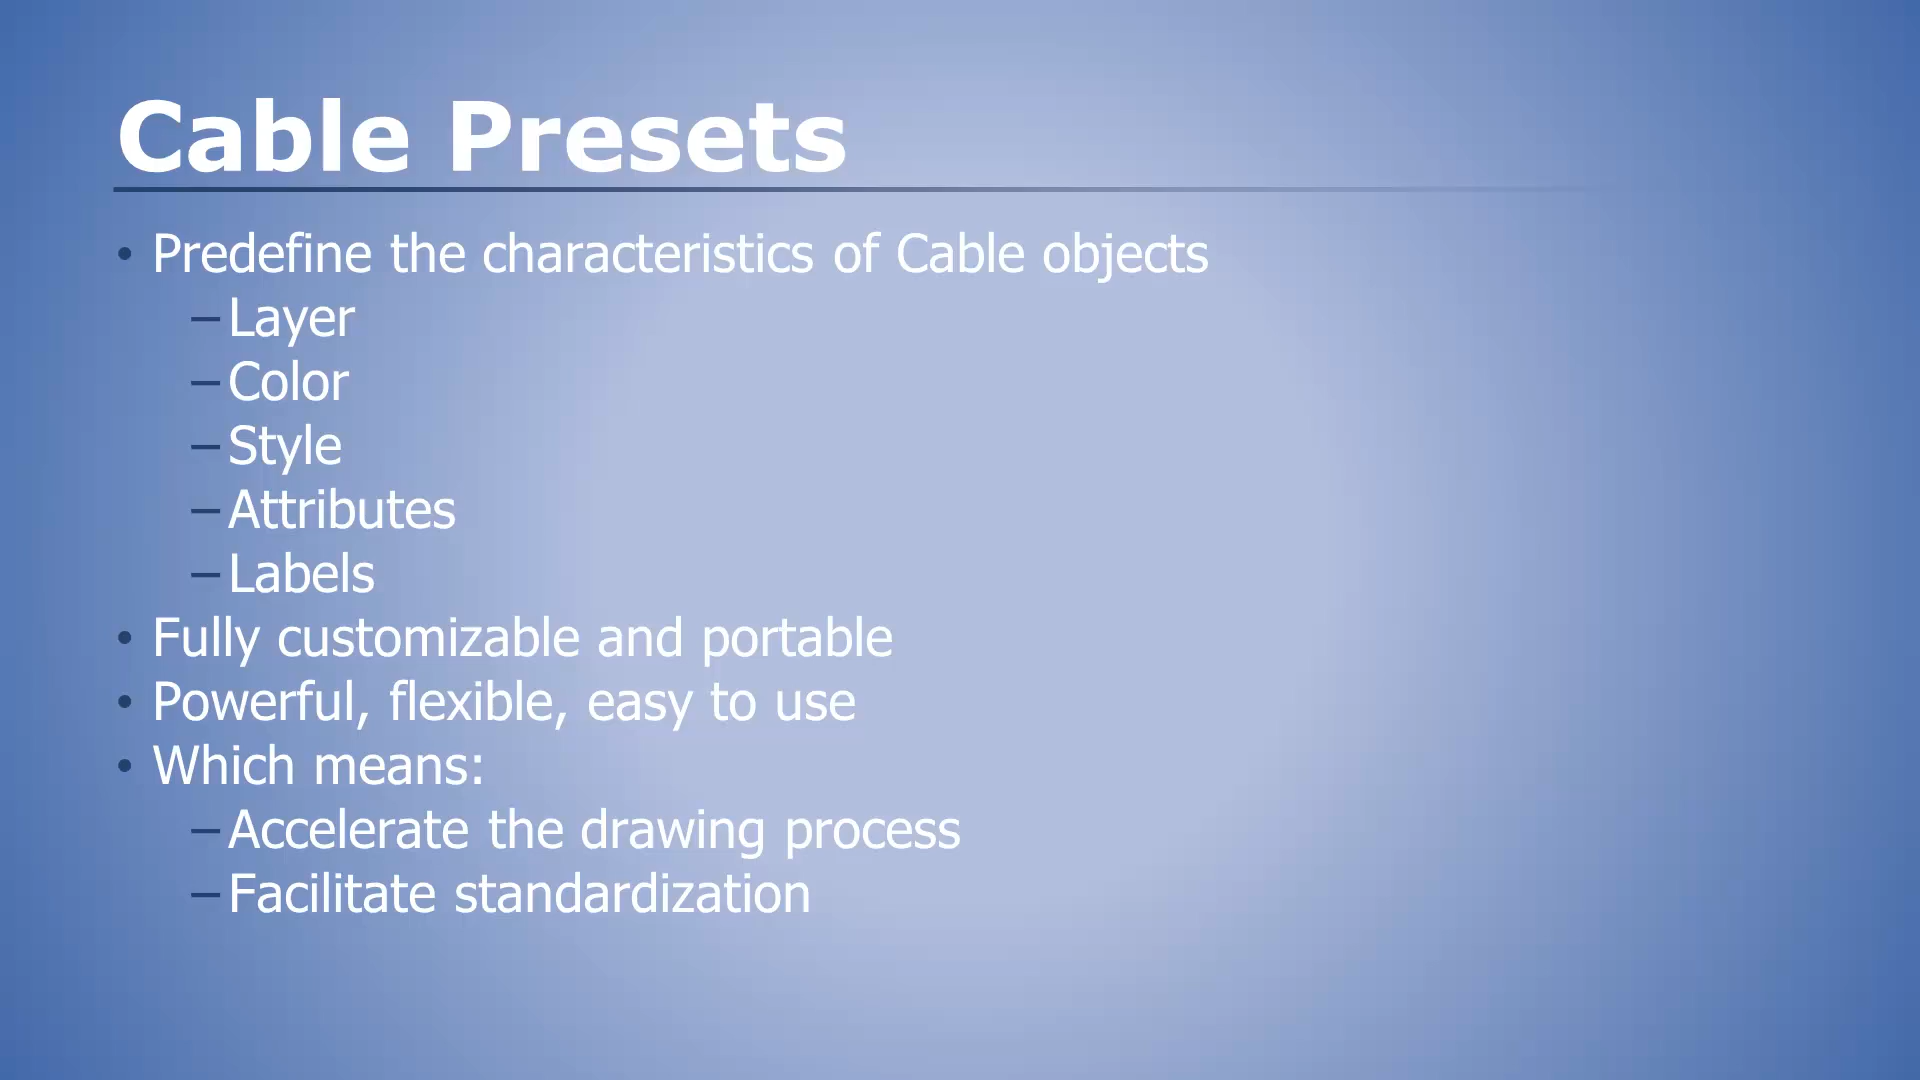 Cable Presets
• Predefine the characteristics of Cable objects
– Layer
– Color
– Style
– Attributes
– Labels
• Fully customizable and portable
• Powerful, flexible, easy to use
• Which means:
– Accelerate the drawing process
– Facilitate standardization